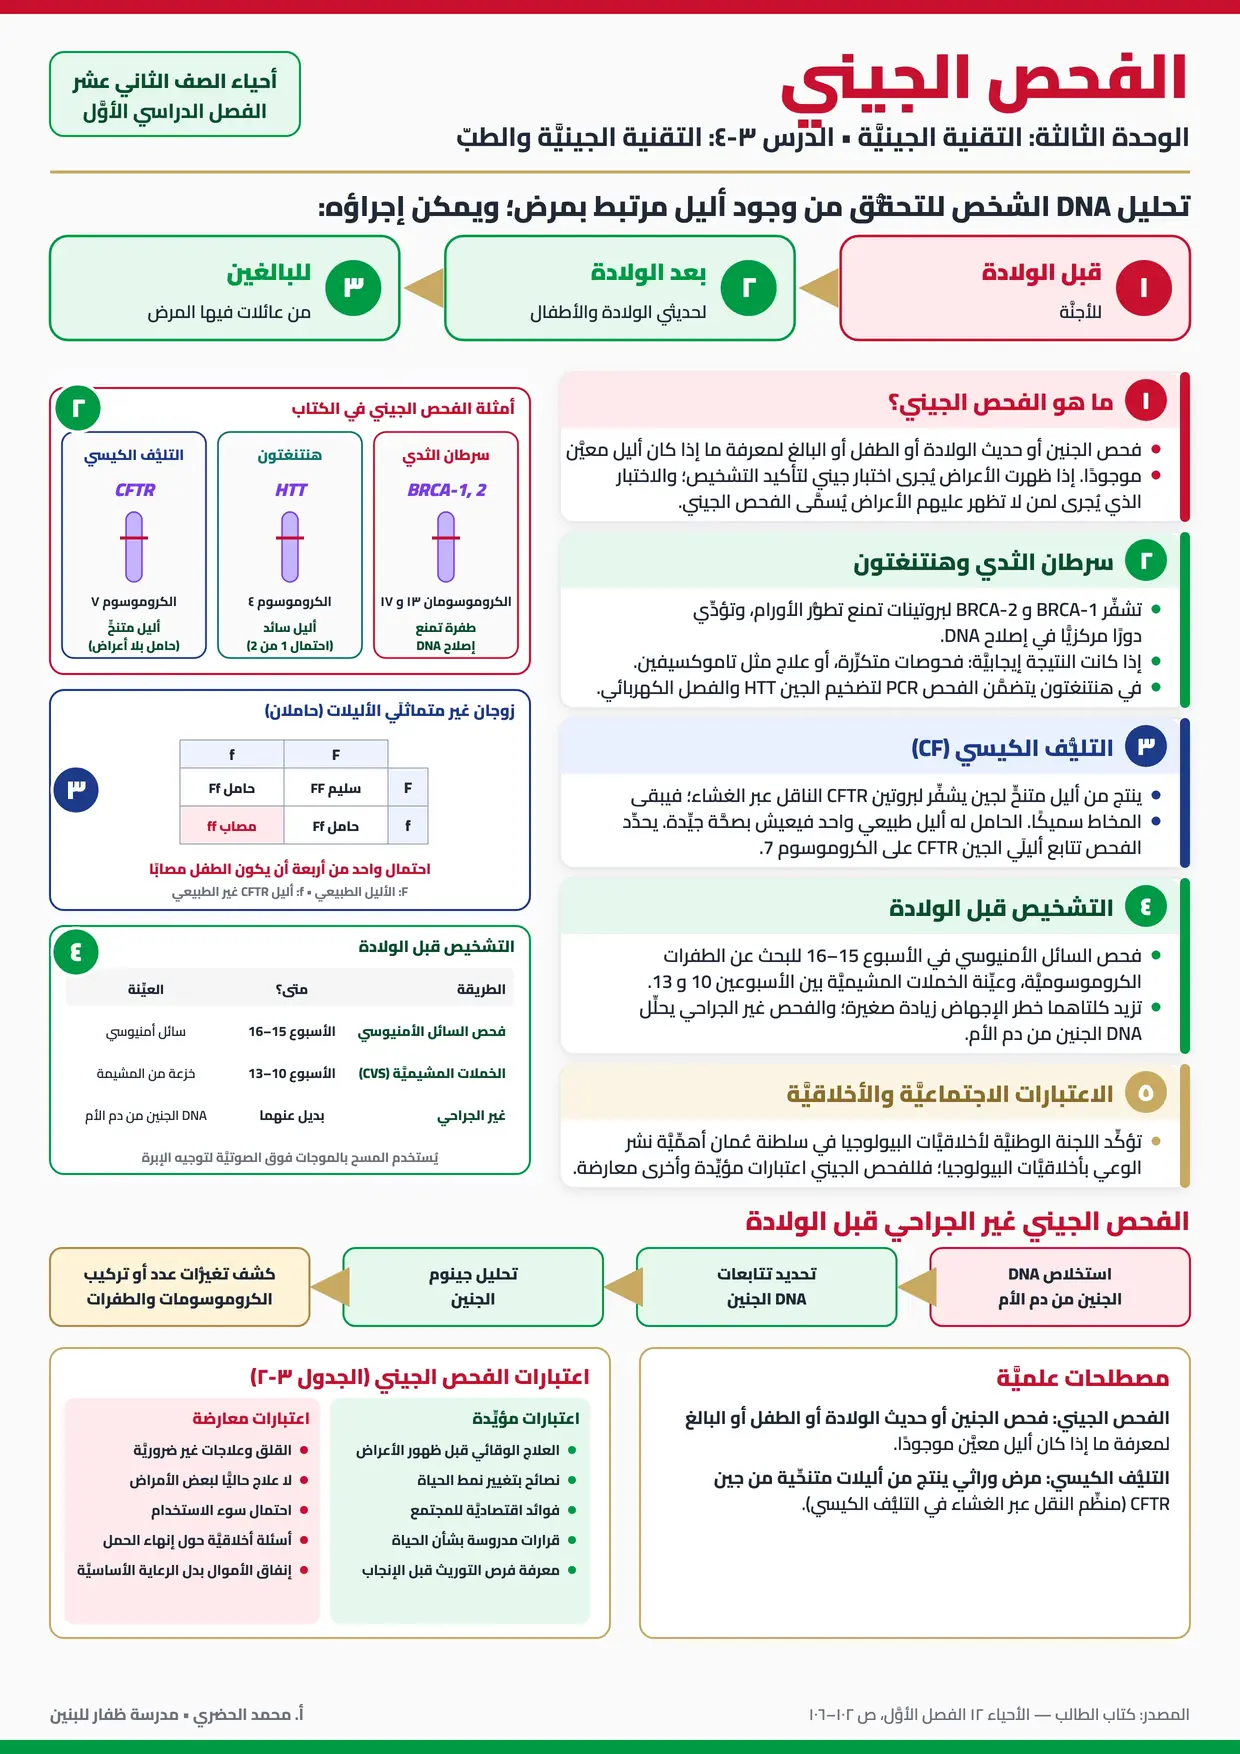 الفحص الجيني
الوحدة الثالثة: التقنية الجينيَّة • الدرس ٣-٤: التقنية الجينيَّة والطبّ
أحياء الصف الثاني عشر
الفصل الدراسي الأوَّل
تحليل DNA الشخص للتحقُّق من وجود أليل مرتبط بمرض؛ ويمكن إجراؤه:
١
قبل الولادة
للأجنَّة
٢
بعد الولادة
لحديثي الولادة والأطفال
٣
للبالغين
من عائلات فيها المرض
١
ما هو الفحص الجيني؟
• فحص الجنين أو حديث الولادة أو الطفل أو البالغ لمعرفة ما إذا كان أليل معيَّن
• موجودًا. إذا ظهرت الأعراض يُجرى اختبار جيني لتأكيد التشخيص؛ والاختبار
الذي يُجرى لمن لا تظهر عليهم الأعراض يُسمَّى الفحص الجيني.
٢
سرطان الثدي وهنتنغتون
• تشفِّر BRCA-1 و BRCA-2 لبروتينات تمنع تطوُّر الأورام، وتؤدِّي
دورًا مركزيًّا في إصلاح DNA.
• إذا كانت النتيجة إيجابيَّة: فحوصات متكرِّرة، أو علاج مثل تاموكسيفين.
• في هنتنغتون يتضمَّن الفحص PCR لتضخيم الجين HTT والفصل الكهربائي.
٣
التليُّف الكيسي (CF)
• ينتج من أليل متنحٍّ لجين يشفِّر لبروتين CFTR الناقل عبر الغشاء؛ فيبقى
• المخاط سميكًا. الحامل له أليل طبيعي واحد فيعيش بصحَّة جيِّدة. يحدِّد
الفحص تتابع أليلَي الجين CFTR على الكروموسوم 7.
٤
التشخيص قبل الولادة
• فحص السائل الأمنيوسي في الأسبوع 15–16 للبحث عن الطفرات
الكروموسوميَّة، وعيِّنة الخملات المشيميَّة بين الأسبوعين 10 و 13.
• تزيد كلتاهما خطر الإجهاض زيادة صغيرة؛ والفحص غير الجراحي يحلِّل
DNA الجنين من دم الأم.
٥
الاعتبارات الاجتماعيَّة والأخلاقيَّة
• تؤكِّد اللجنة الوطنيَّة لأخلاقيَّات البيولوجيا في سلطنة عُمان أهمِّيَّة نشر
الوعي بأخلاقيَّات البيولوجيا؛ فللفحص الجيني اعتبارات مؤيِّدة وأخرى معارضة.
٢
أمثلة الفحص الجيني في الكتاب
سرطان الثدي
BRCA-1, 2
الكروموسومان ١٣ و ١٧
طفرة تمنع
إصلاح DNA
هنتنغتون
HTT
الكروموسوم ٤
أليل سائد
(احتمال 1 من 2)
التليُّف الكيسي
CFTR
الكروموسوم ٧
أليل متنحٍّ
(حامل بلا أعراض)
٣
زوجان غير متماثلَي الأليلات (حاملان)
F f
F سليم FF حامل Ff
f حامل Ff مصاب ff
احتمال واحد من أربعة أن يكون الطفل مصابًا
F: الأليل الطبيعي • f: أليل CFTR غير الطبيعي
٤
التشخيص قبل الولادة
الطريقة متى؟ العيِّنة
فحص السائل الأمنيوسي الأسبوع 15–16 سائل أمنيوسي
الخملات المشيميَّة (CVS) الأسبوع 10–13 خزعة من المشيمة
غير الجراحي بديل عنهما DNA الجنين من دم الأم
يُستخدم المسح بالموجات فوق الصوتيَّة لتوجيه الإبرة
الفحص الجيني غير الجراحي قبل الولادة
استخلاص DNA
الجنين من دم الأم
تحديد تتابعات
DNA الجنين
تحليل جينوم
الجنين
كشف تغيرُّات عدد أو تركيب
الكروموسومات والطفرات
مصطلحات علميَّة
الفحص الجيني: فحص الجنين أو حديث الولادة أو الطفل أو البالغ
لمعرفة ما إذا كان أليل معيَّن موجودًا.
التليُّف الكيسي: مرض وراثي ينتج من أليلات متنحِّية من جين
CFTR (منظِّم النقل عبر الغشاء في التليُّف الكيسي).
اعتبارات الفحص الجيني (الجدول ٣-٢)
اعتبارات مؤيِّدة
• العلاج الوقائي قبل ظهور الأعراض
• نصائح بتغيير نمط الحياة
• فوائد اقتصاديَّة للمجتمع
• قرارات مدروسة بشأن الحياة
• معرفة فرص التوريث قبل الإنجاب
اعتبارات معارضة
• القلق وعلاجات غير ضروريَّة
• لا علاج حاليًّا لبعض الأمراض
• احتمال سوء الاستخدام
• أسئلة أخلاقيَّة حول إنهاء الحمل
• إنفاق الأموال بدل الرعاية الأساسيَّة
المصدر: كتاب الطالب — الأحياء ١٢ الفصل الأوَّل، ص ١٠٢–١٠٦
أ. محمد الحضري • مدرسة ظفار للبنين